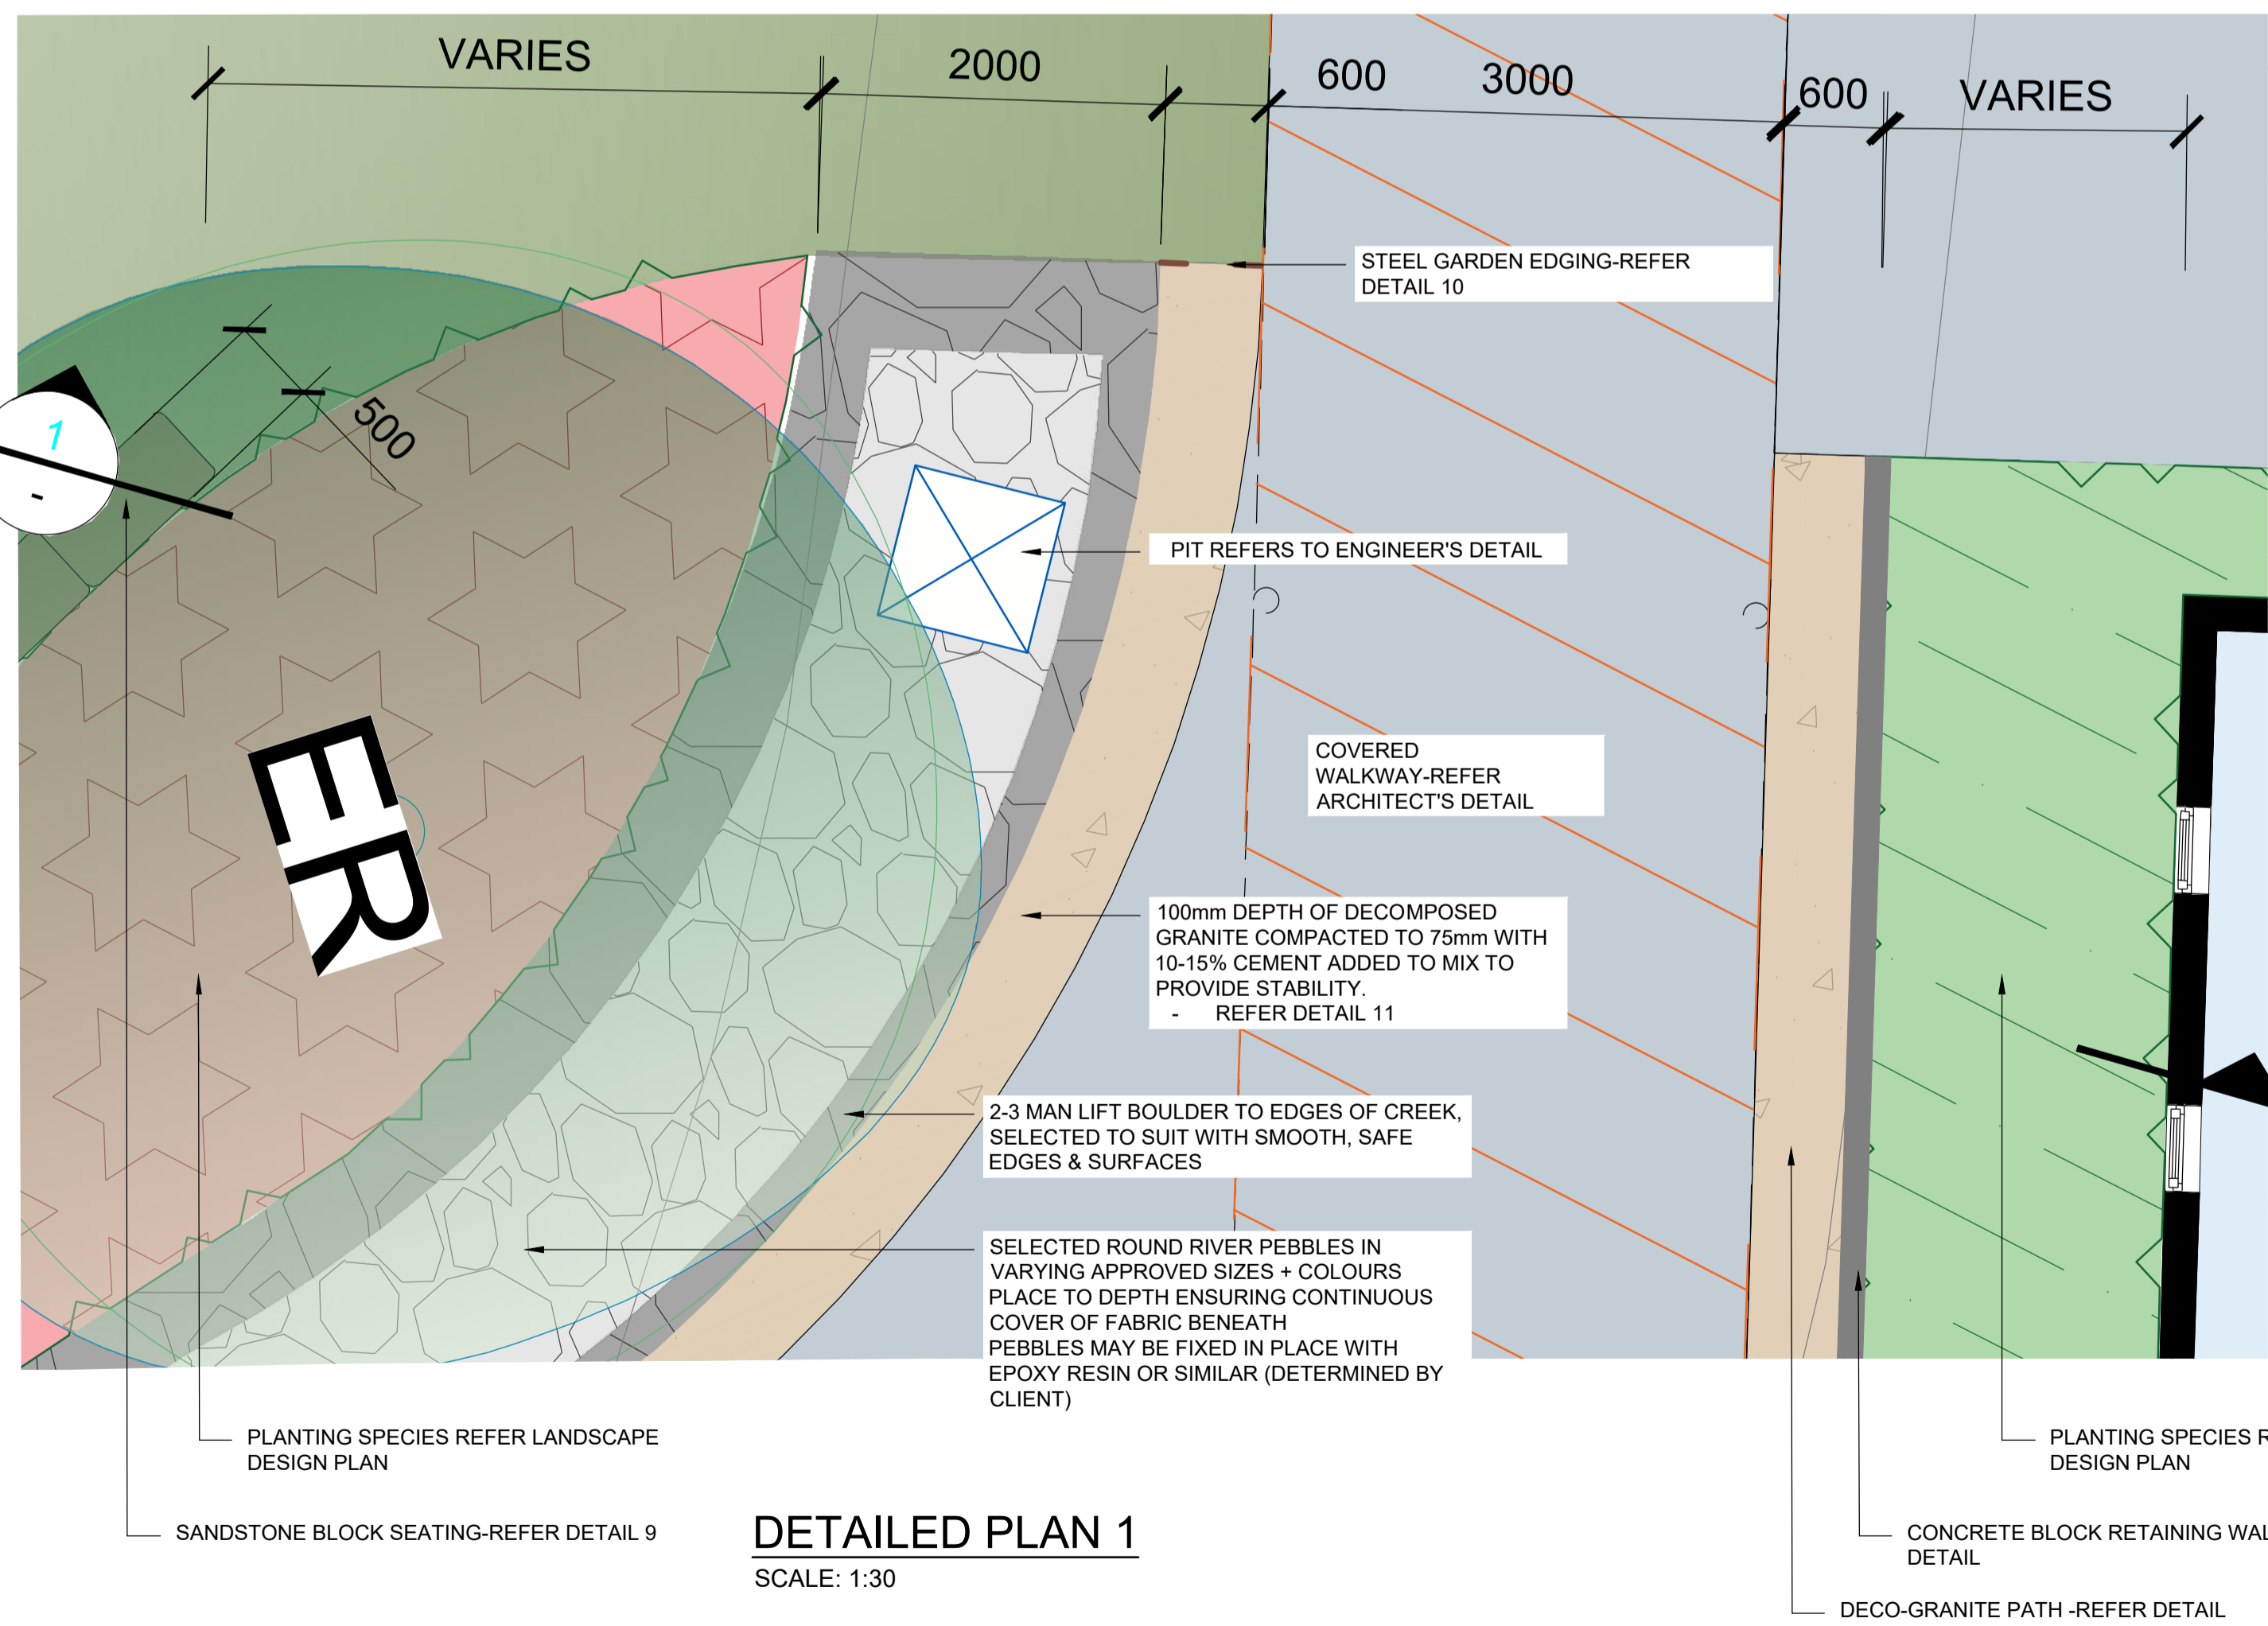 VARIES
2000
600
3000
600
VARIES
STEEL GARDEN EDGING-REFER
DETAIL 10
500
1
-
PIT REFERS TO ENGINEER'S DETAIL
ER
COVERED
WALKWAY-REFER
ARCHITECT'S DETAIL
100mm DEPTH OF DECOMPOSED
GRANITE COMPACTED TO 75mm WITH
10-15% CEMENT ADDED TO MIX TO
PROVIDE STABILITY.
- REFER DETAIL 11
2-3 MAN LIFT BOULDER TO EDGES OF CREEK,
SELECTED TO SUIT WITH SMOOTH, SAFE
EDGES & SURFACES
SELECTED ROUND RIVER PEBBLES IN
VARYING APPROVED SIZES + COLOURS
PLACE TO DEPTH ENSURING CONTINUOUS
COVER OF FABRIC BENEATH
PEBBLES MAY BE FIXED IN PLACE WITH
EPOXY RESIN OR SIMILAR (DETERMINED BY
CLIENT)
PLANTING SPECIES REFER LANDSCAPE
DESIGN PLAN
SANDSTONE BLOCK SEATING-REFER DETAIL 9
DETAILED PLAN 1
SCALE: 1:30
PLANTING SPECIES
DESIGN PLAN
CONCRETE BLOCK RETAINING
DETAIL
DECO-GRANITE PATH -REFER DETAIL